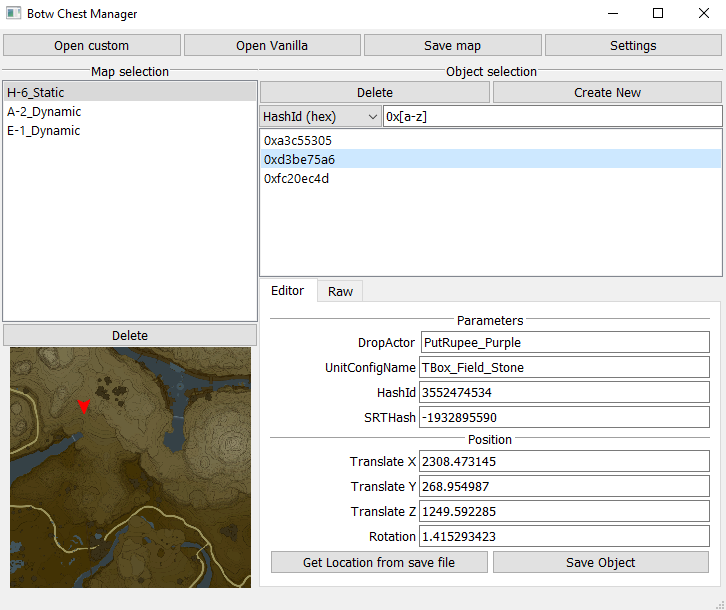 Botw Chest Manager
Open custom
Open Vanilla
Save map
Settings
Map selection
H-6_Static
A-2_Dynamic
E-1_Dynamic
Delete
Object selection
Delete
Create New
HashId (hex)
0x[a-z]
0xa3c55305
0xd3be75a6
0xfc20ec4d
Editor
Raw
Parameters
DropActor PutRupee_Purple
UnitConfigName TBox_Field_Stone
HashId 3552474534
SRTHash -1932895590
Position
Translate X 2308.473145
Translate Y 268.954987
Translate Z 1249.592285
Rotation 1.415293423
Get Location from save file
Save Object